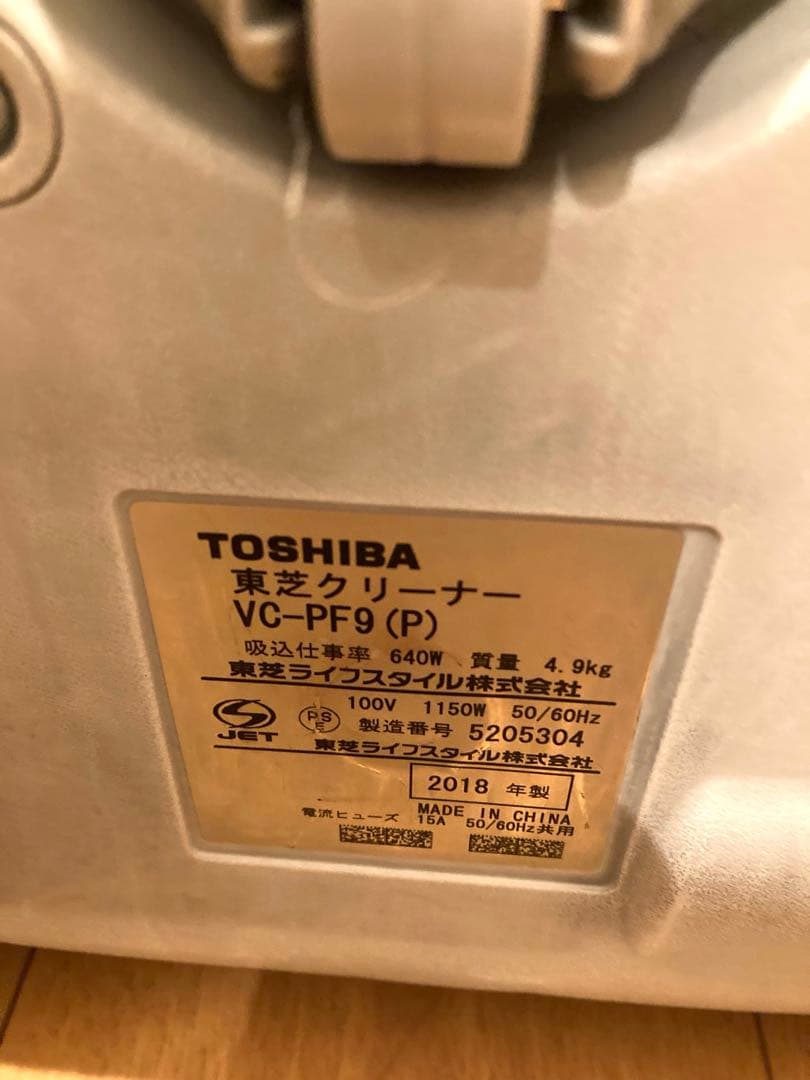 TOSHIBA
東芝クリーナー
VC-PF9(P)
吸込仕事率 640W 質量 4.9kg
東芝ライフスタイル株式会社
100V 1150W 50/60Hz
JET PSE 製造番号 5205304
東芝ライフスタイル株式会社
2018 年製
MADE IN CHINA
電流ヒューズ 15A 50/60Hz共用